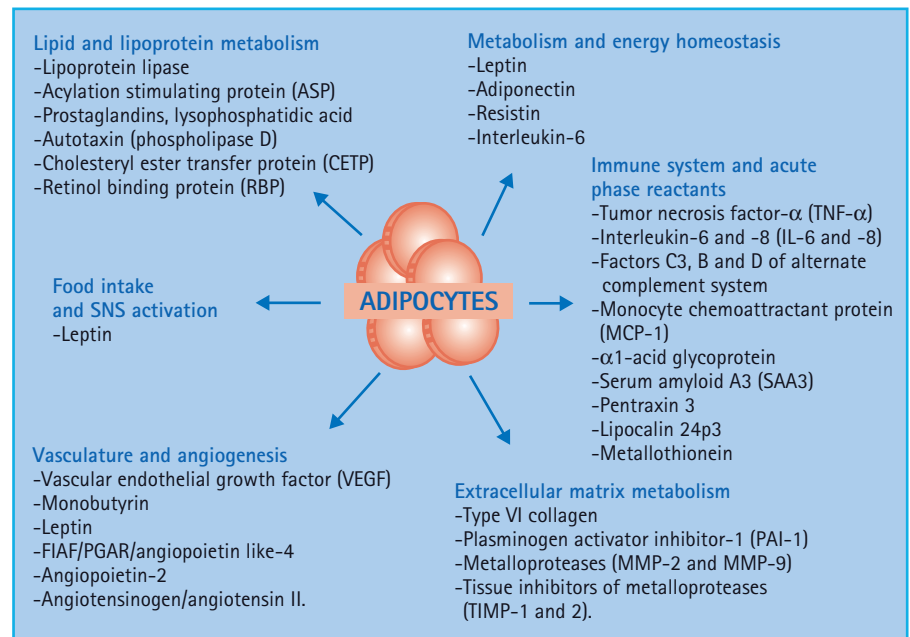 Lipid and lipoprotein metabolism
-Lipoprotein lipase
-Acylation stimulating protein (ASP)
-Prostaglandins, lysophosphatidic acid
-Autotaxin (phospholipase D)
-Cholesteryl ester transfer protein (CETP)
-Retinol binding protein (RBP)
Metabolism and energy homeostasis
-Leptin
-Adiponectin
-Resistin
-Interleukin-6
Immune system and acute
phase reactants
-Tumor necrosis factor-α (TNF-α)
-Interleukin-6 and -8 (IL-6 and -8)
-Factors C3, B and D of alternate
complement system
-Monocyte chemoattractant protein
(MCP-1)
-α1-acid glycoprotein
-Serum amyloid A3 (SAA3)
-Pentraxin 3
-Lipocalin 24p3
-Metallothionein
ADIPOCYTES
Food intake
and SNS activation
-Leptin
Vasculature and angiogenesis
-Vascular endothelial growth factor (VEGF)
-Monobutyrin
-Leptin
-FIAF/PGAR/angiopoietin like-4
-Angiopoietin-2
-Angiotensinogen/angiotensin II.
Extracellular matrix metabolism
-Type VI collagen
-Plasminogen activator inhibitor-1 (PAI-1)
-Metalloproteases (MMP-2 and MMP-9)
-Tissue inhibitors of metalloproteases
(TIMP-1 and 2).